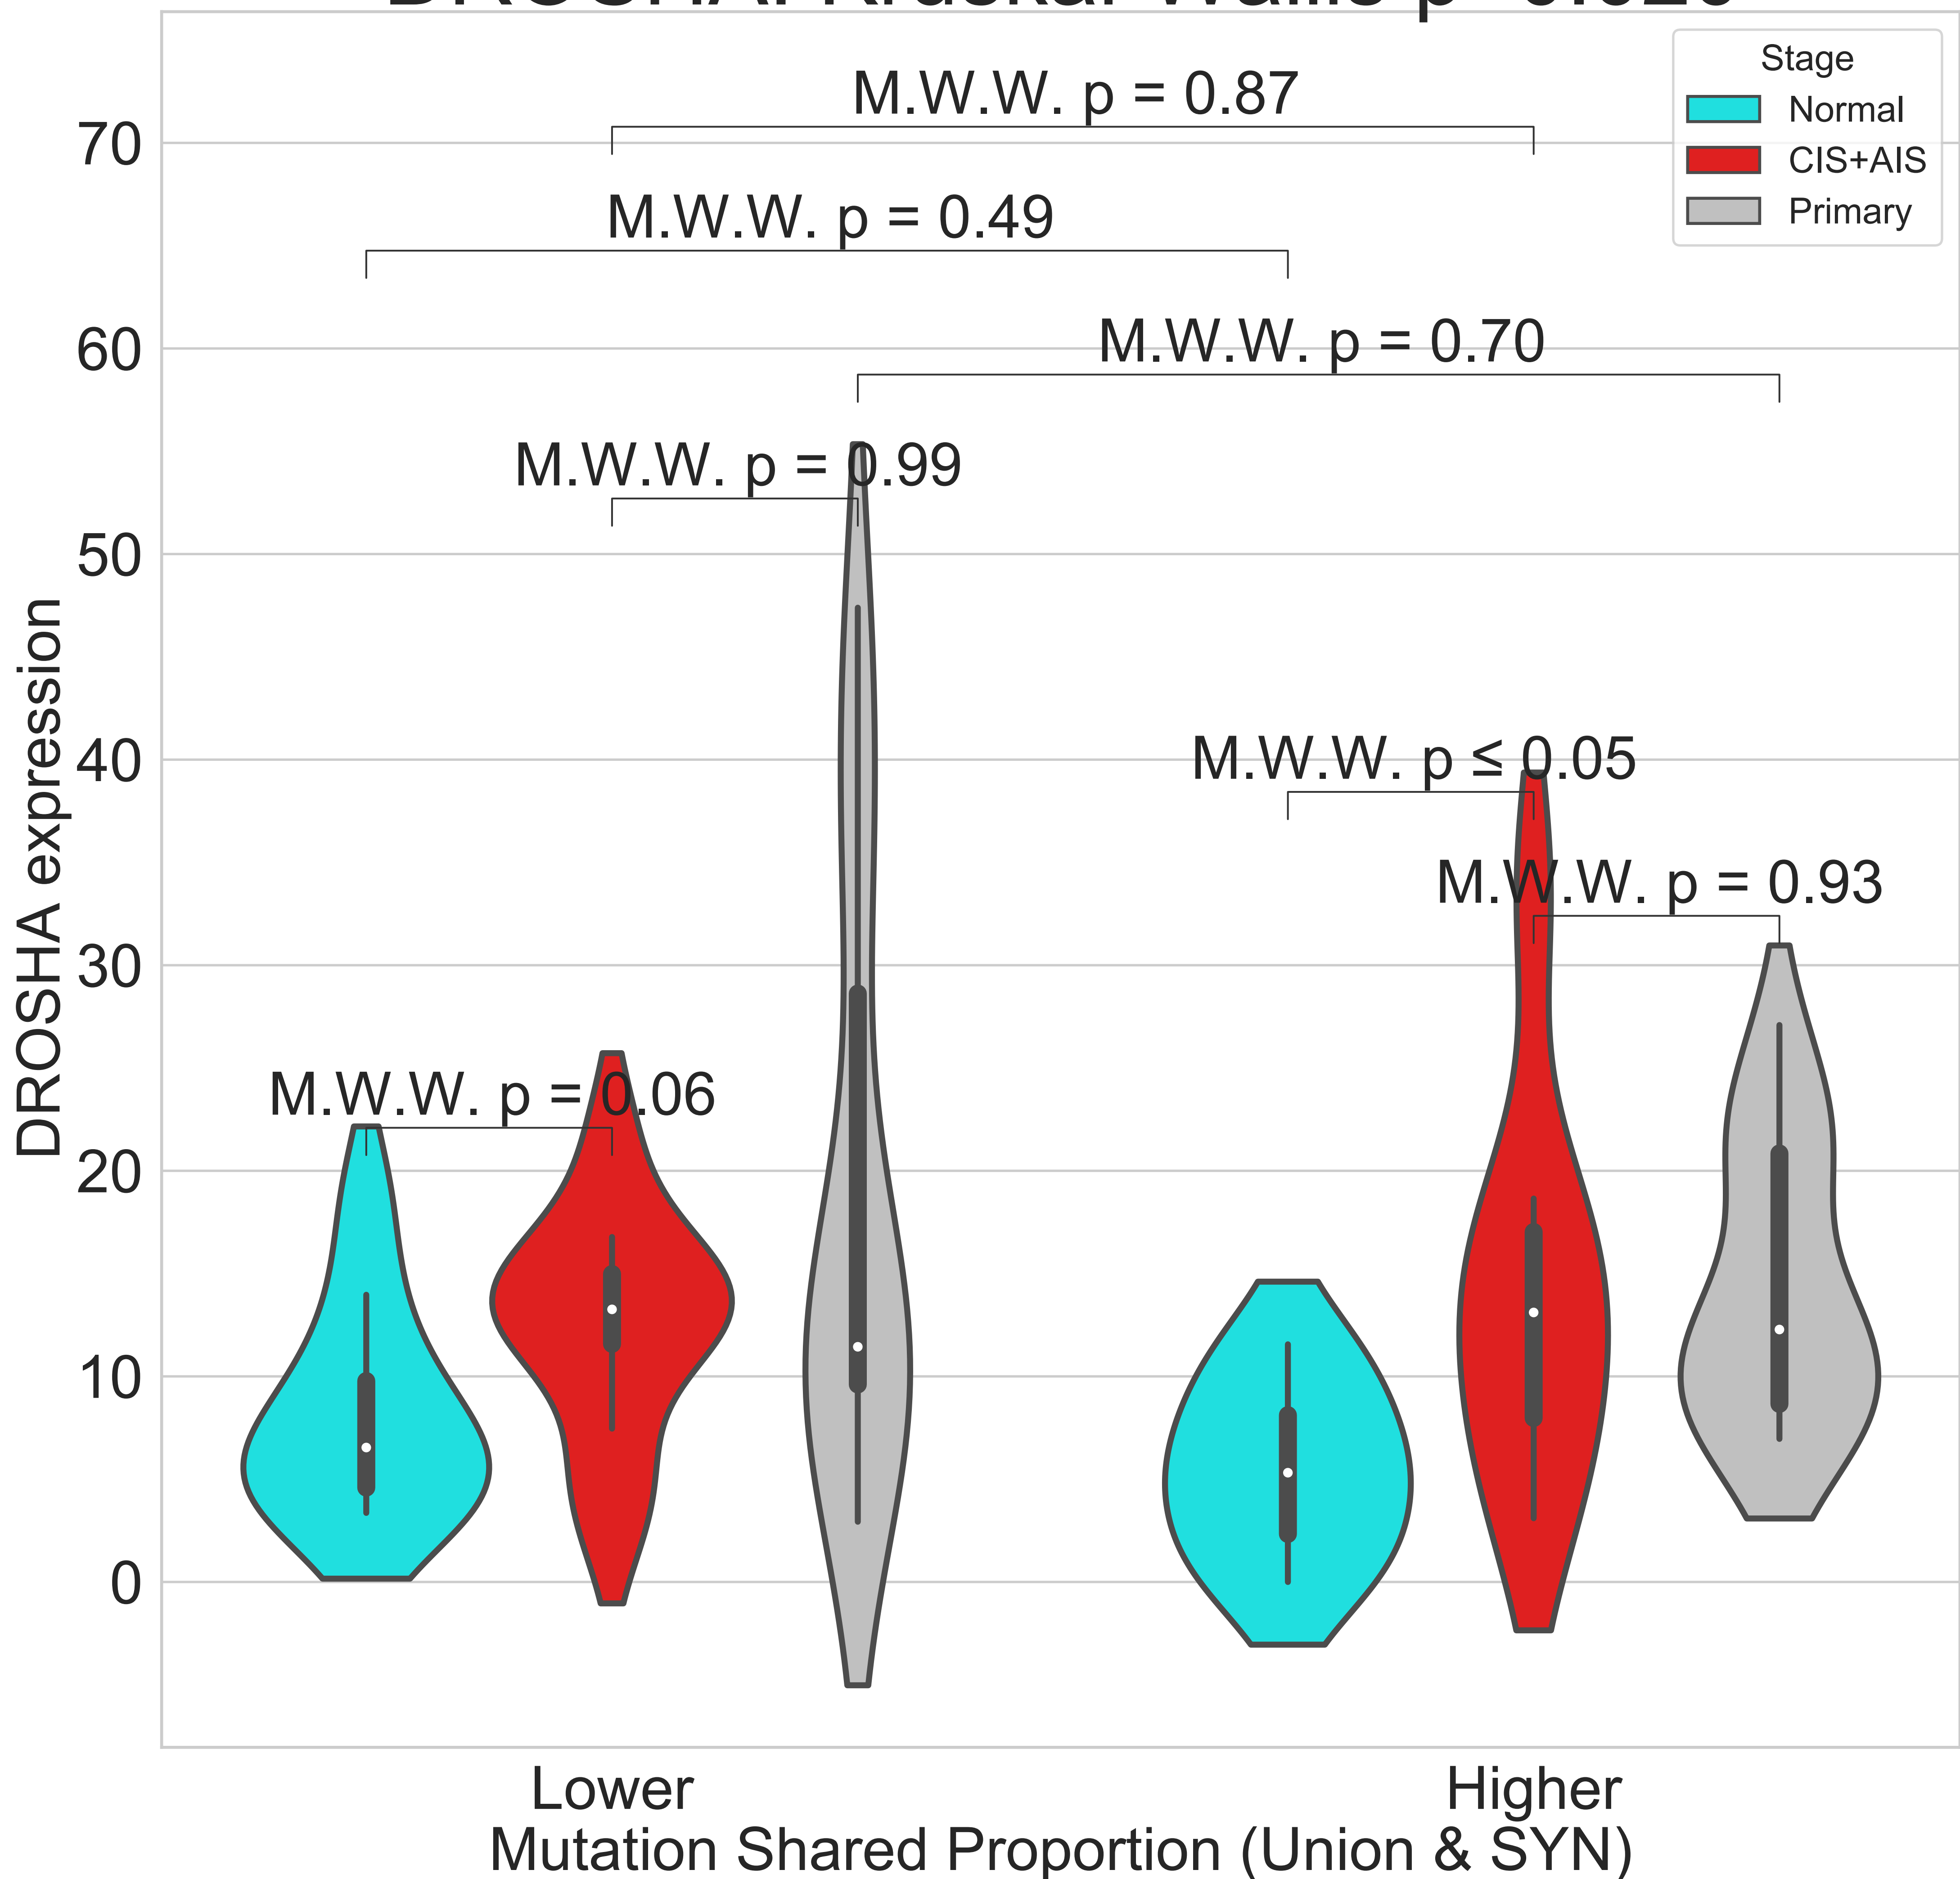 Stage
Normal
CIS+AIS
Primary
M.W.W. p = 0.87
M.W.W. p = 0.49
M.W.W. p = 0.70
M.W.W. p = 0.99
M.W.W. p ≤ 0.05
M.W.W. p = 0.93
M.W.W. p = 0.06
70
60
50
40
30
20
10
0
DROSHA expression
Lower
Higher
Mutation Shared Proportion (Union & SYN)